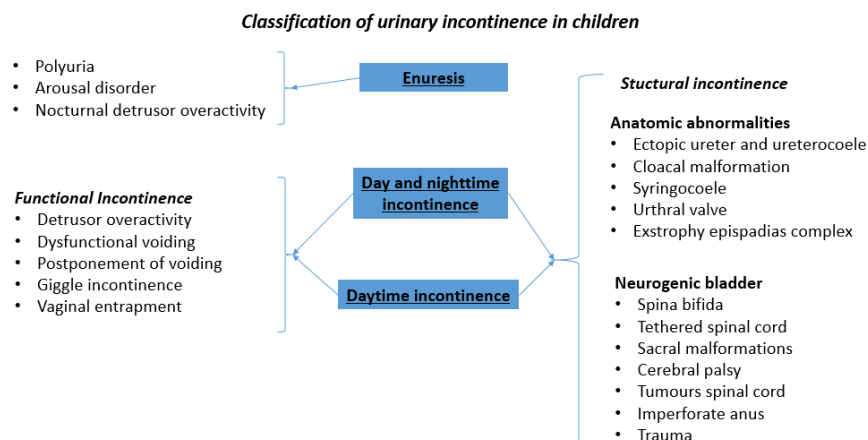 Classification of urinary incontinence in children
• Polyuria
• Arousal disorder
• Nocturnal detrusor overactivity
Enuresis
Day and nighttime
incontinence
Daytime incontinence
Functional Incontinence
• Detrusor overactivity
• Dysfunctional voiding
• Postponement of voiding
• Giggle incontinence
• Vaginal entrapment
Stuctural incontinence
Anatomic abnormalities
• Ectopic ureter and ureterocoele
• Cloacal malformation
• Syringocoele
• Urthral valve
• Exstrophy epispadias complex
Neurogenic bladder
• Spina bifida
• Tethered spinal cord
• Sacral malformations
• Cerebral palsy
• Tumours spinal cord
• Imperforate anus
• Trauma